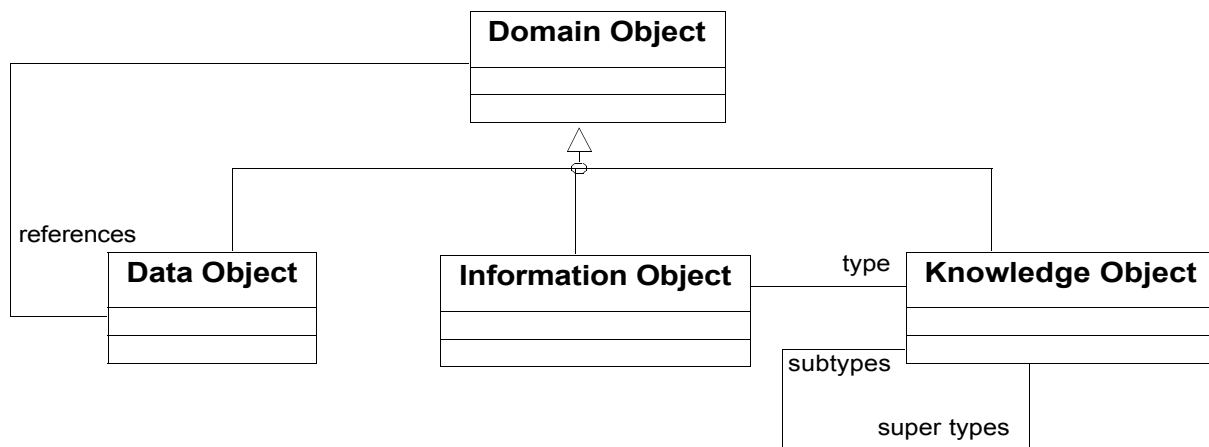 Domain Object
references
Data Object
Information Object
type
Knowledge Object
subtypes
super types